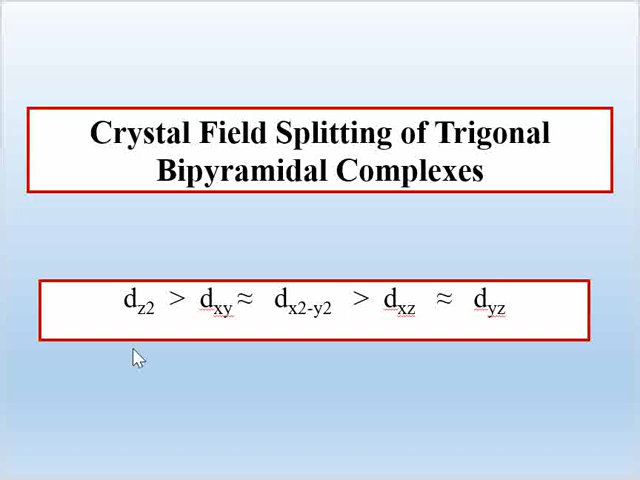 Crystal Field Splitting of Trigonal
Bipyramidal Complexes
dz2 > dxy ≈ dx2-y2 > dxz ≈ dyz